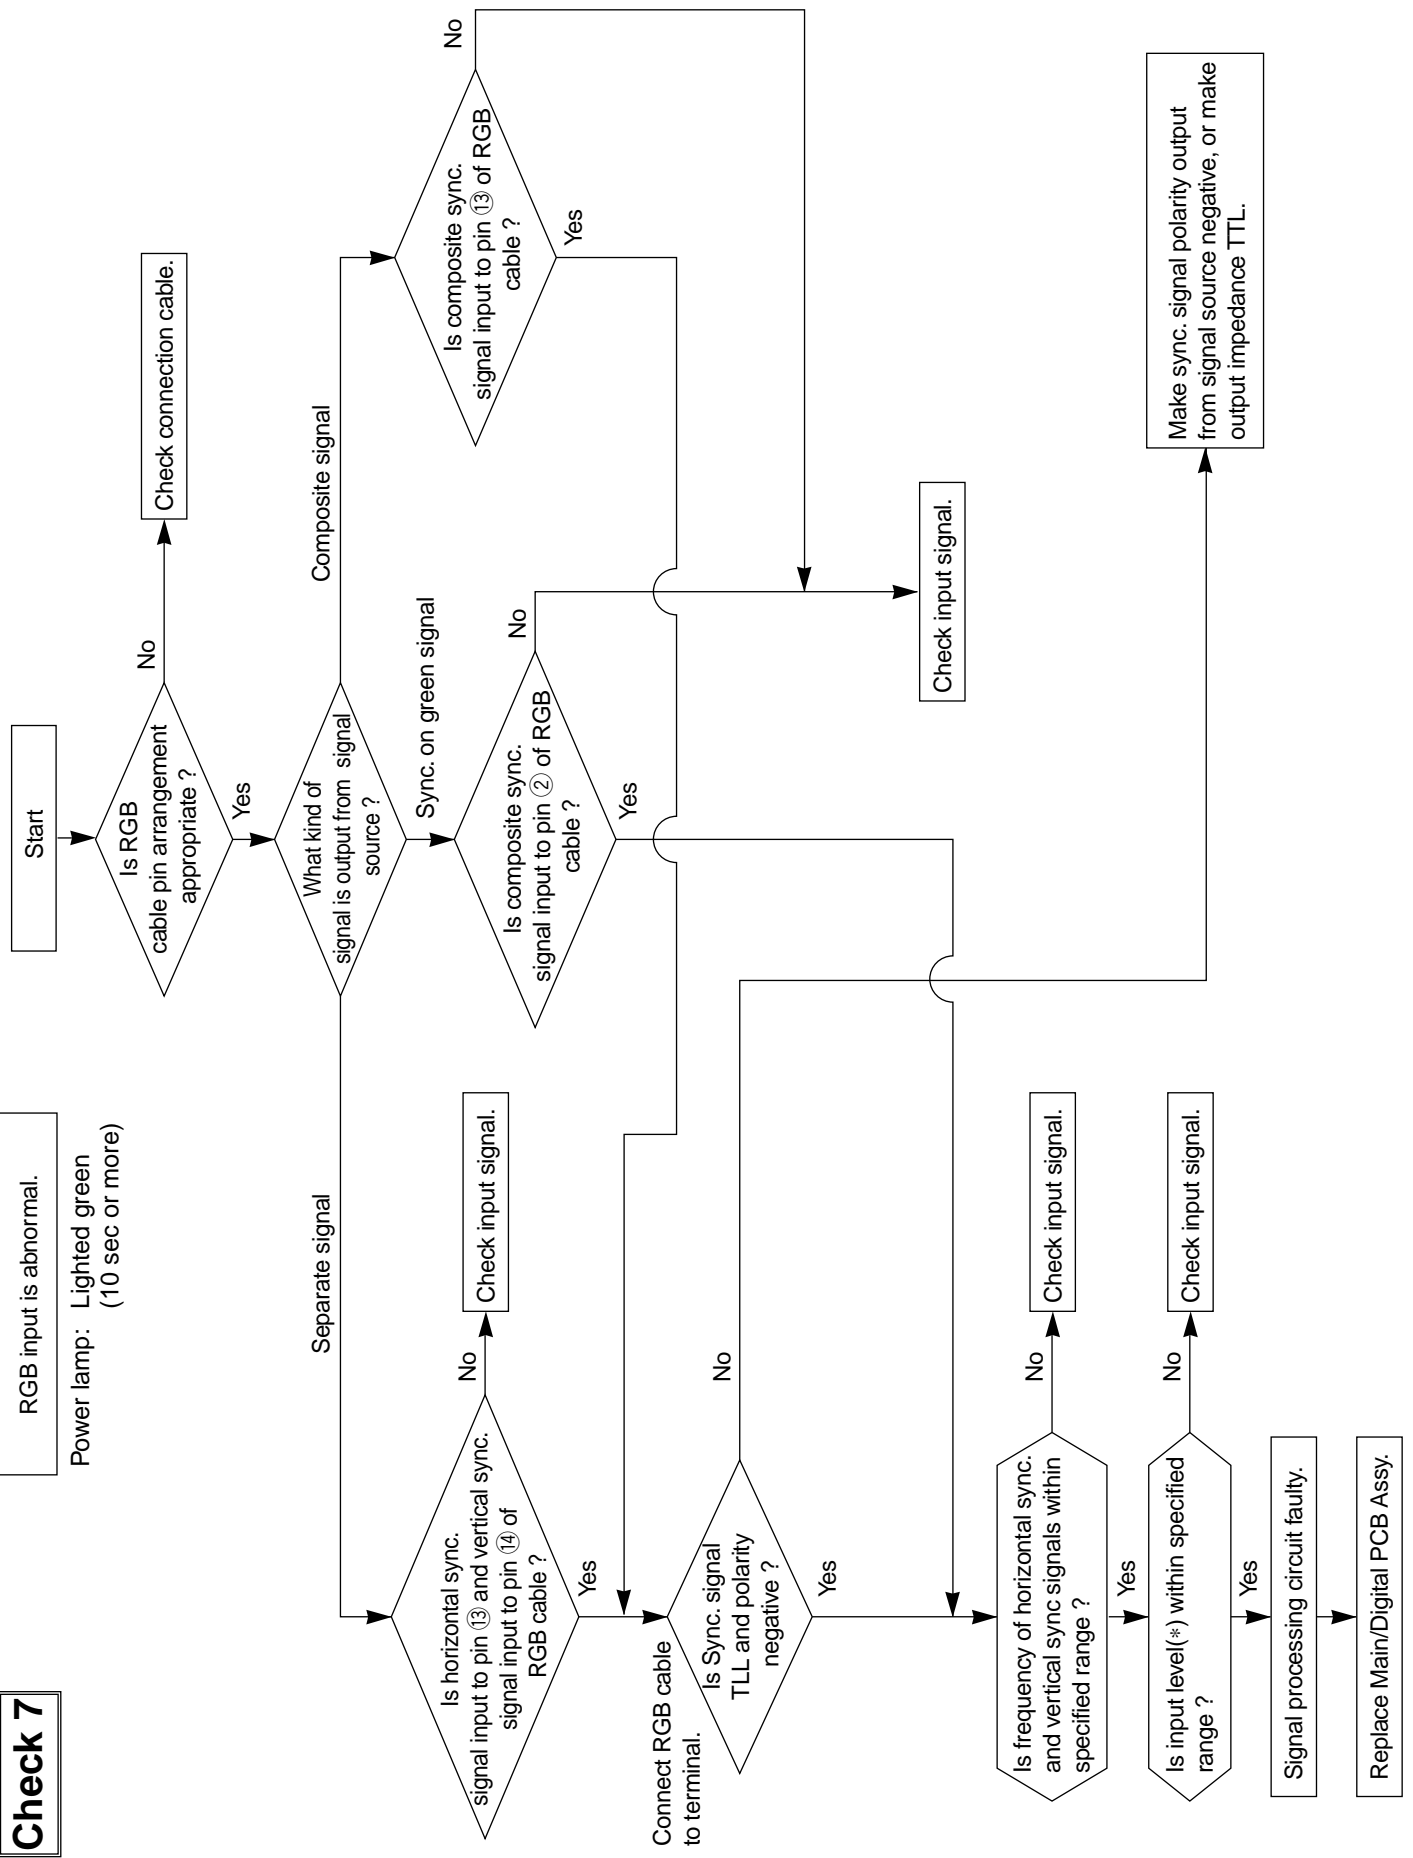 Check 7
RGB input is abnormal.
Power lamp: Lighted green
(10 sec or more)
Start
Is RGB
cable pin arrangement
appropriate ?
No
Check connection cable.
Yes
What kind of
signal is output from signal
source ?
Separate signal
Sync. on green signal
Composite signal
Is horizontal sync.
signal input to pin ⑬ and vertical sync.
signal input to pin ⑭ of
RGB cable ?
No
Check input signal.
Yes
Is composite sync.
signal input to pin ② of RGB
cable ?
No
Yes
Is composite sync.
signal input to pin ⑬ of RGB
cable ?
No
Yes
Check input signal.
Connect RGB cable
to terminal.
Is Sync. signal
TLL and polarity
negative ?
No
Yes
Make sync. signal polarity output
from signal source negative, or make
output impedance TTL.
Is frequency of horizontal sync.
and vertical sync signals within
specified range ?
No
Check input signal.
Yes
Is input level(*) within specified
range ?
No
Check input signal.
Yes
Signal processing circuit faulty.
Replace Main/Digital PCB Assy.